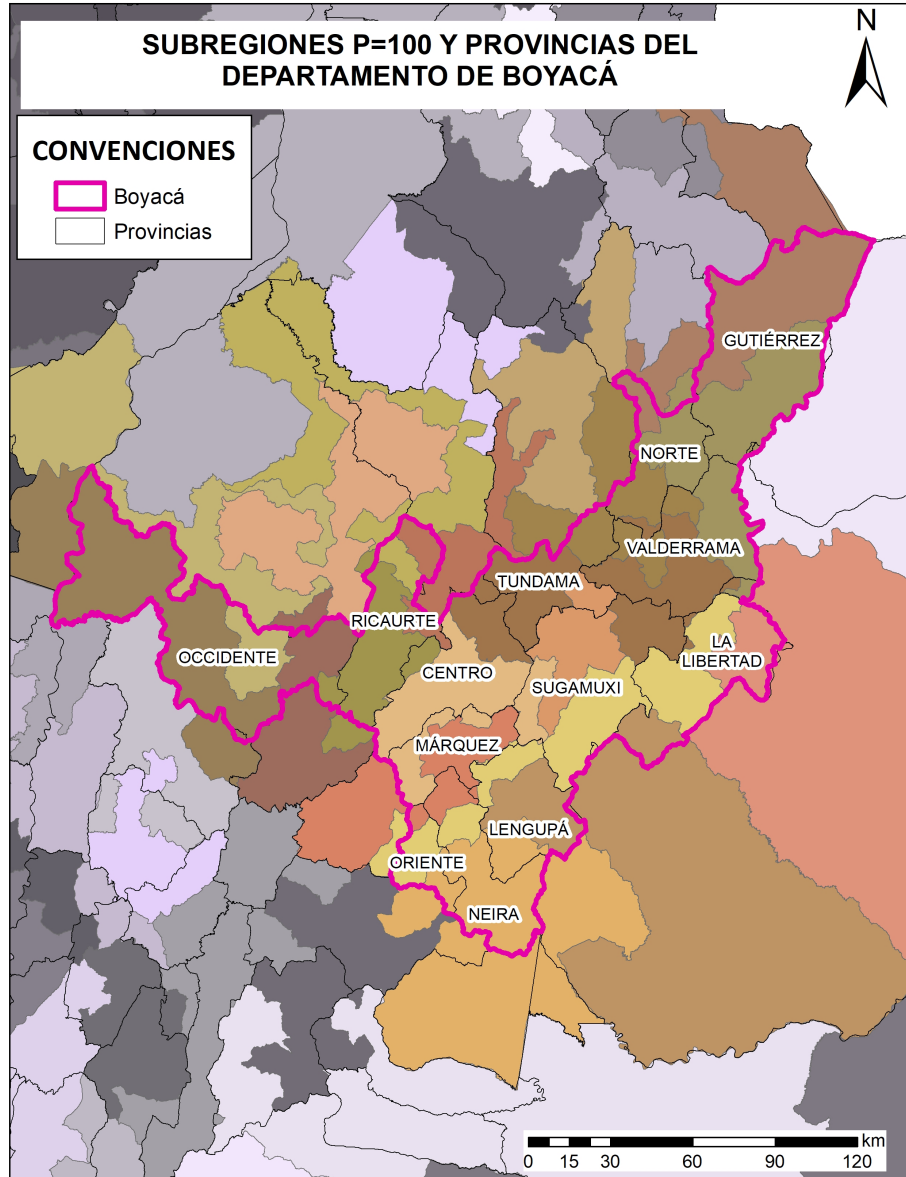 SUBREGIONES P=100 Y PROVINCIAS DEL
DEPARTAMENTO DE BOYACÁ
N
CONVENCIONES
Boyacá
Provincias
GUTIÉRREZ
NORTE
VALDERRAMA
TUNDAMA
RICAURTE
OCCIDENTE
LA
LIBERTAD
CENTRO
SUGAMUXI
MÁRQUEZ
LENGUPÁ
ORIENTE
NEIRA
km
0 15 30 60 90 120